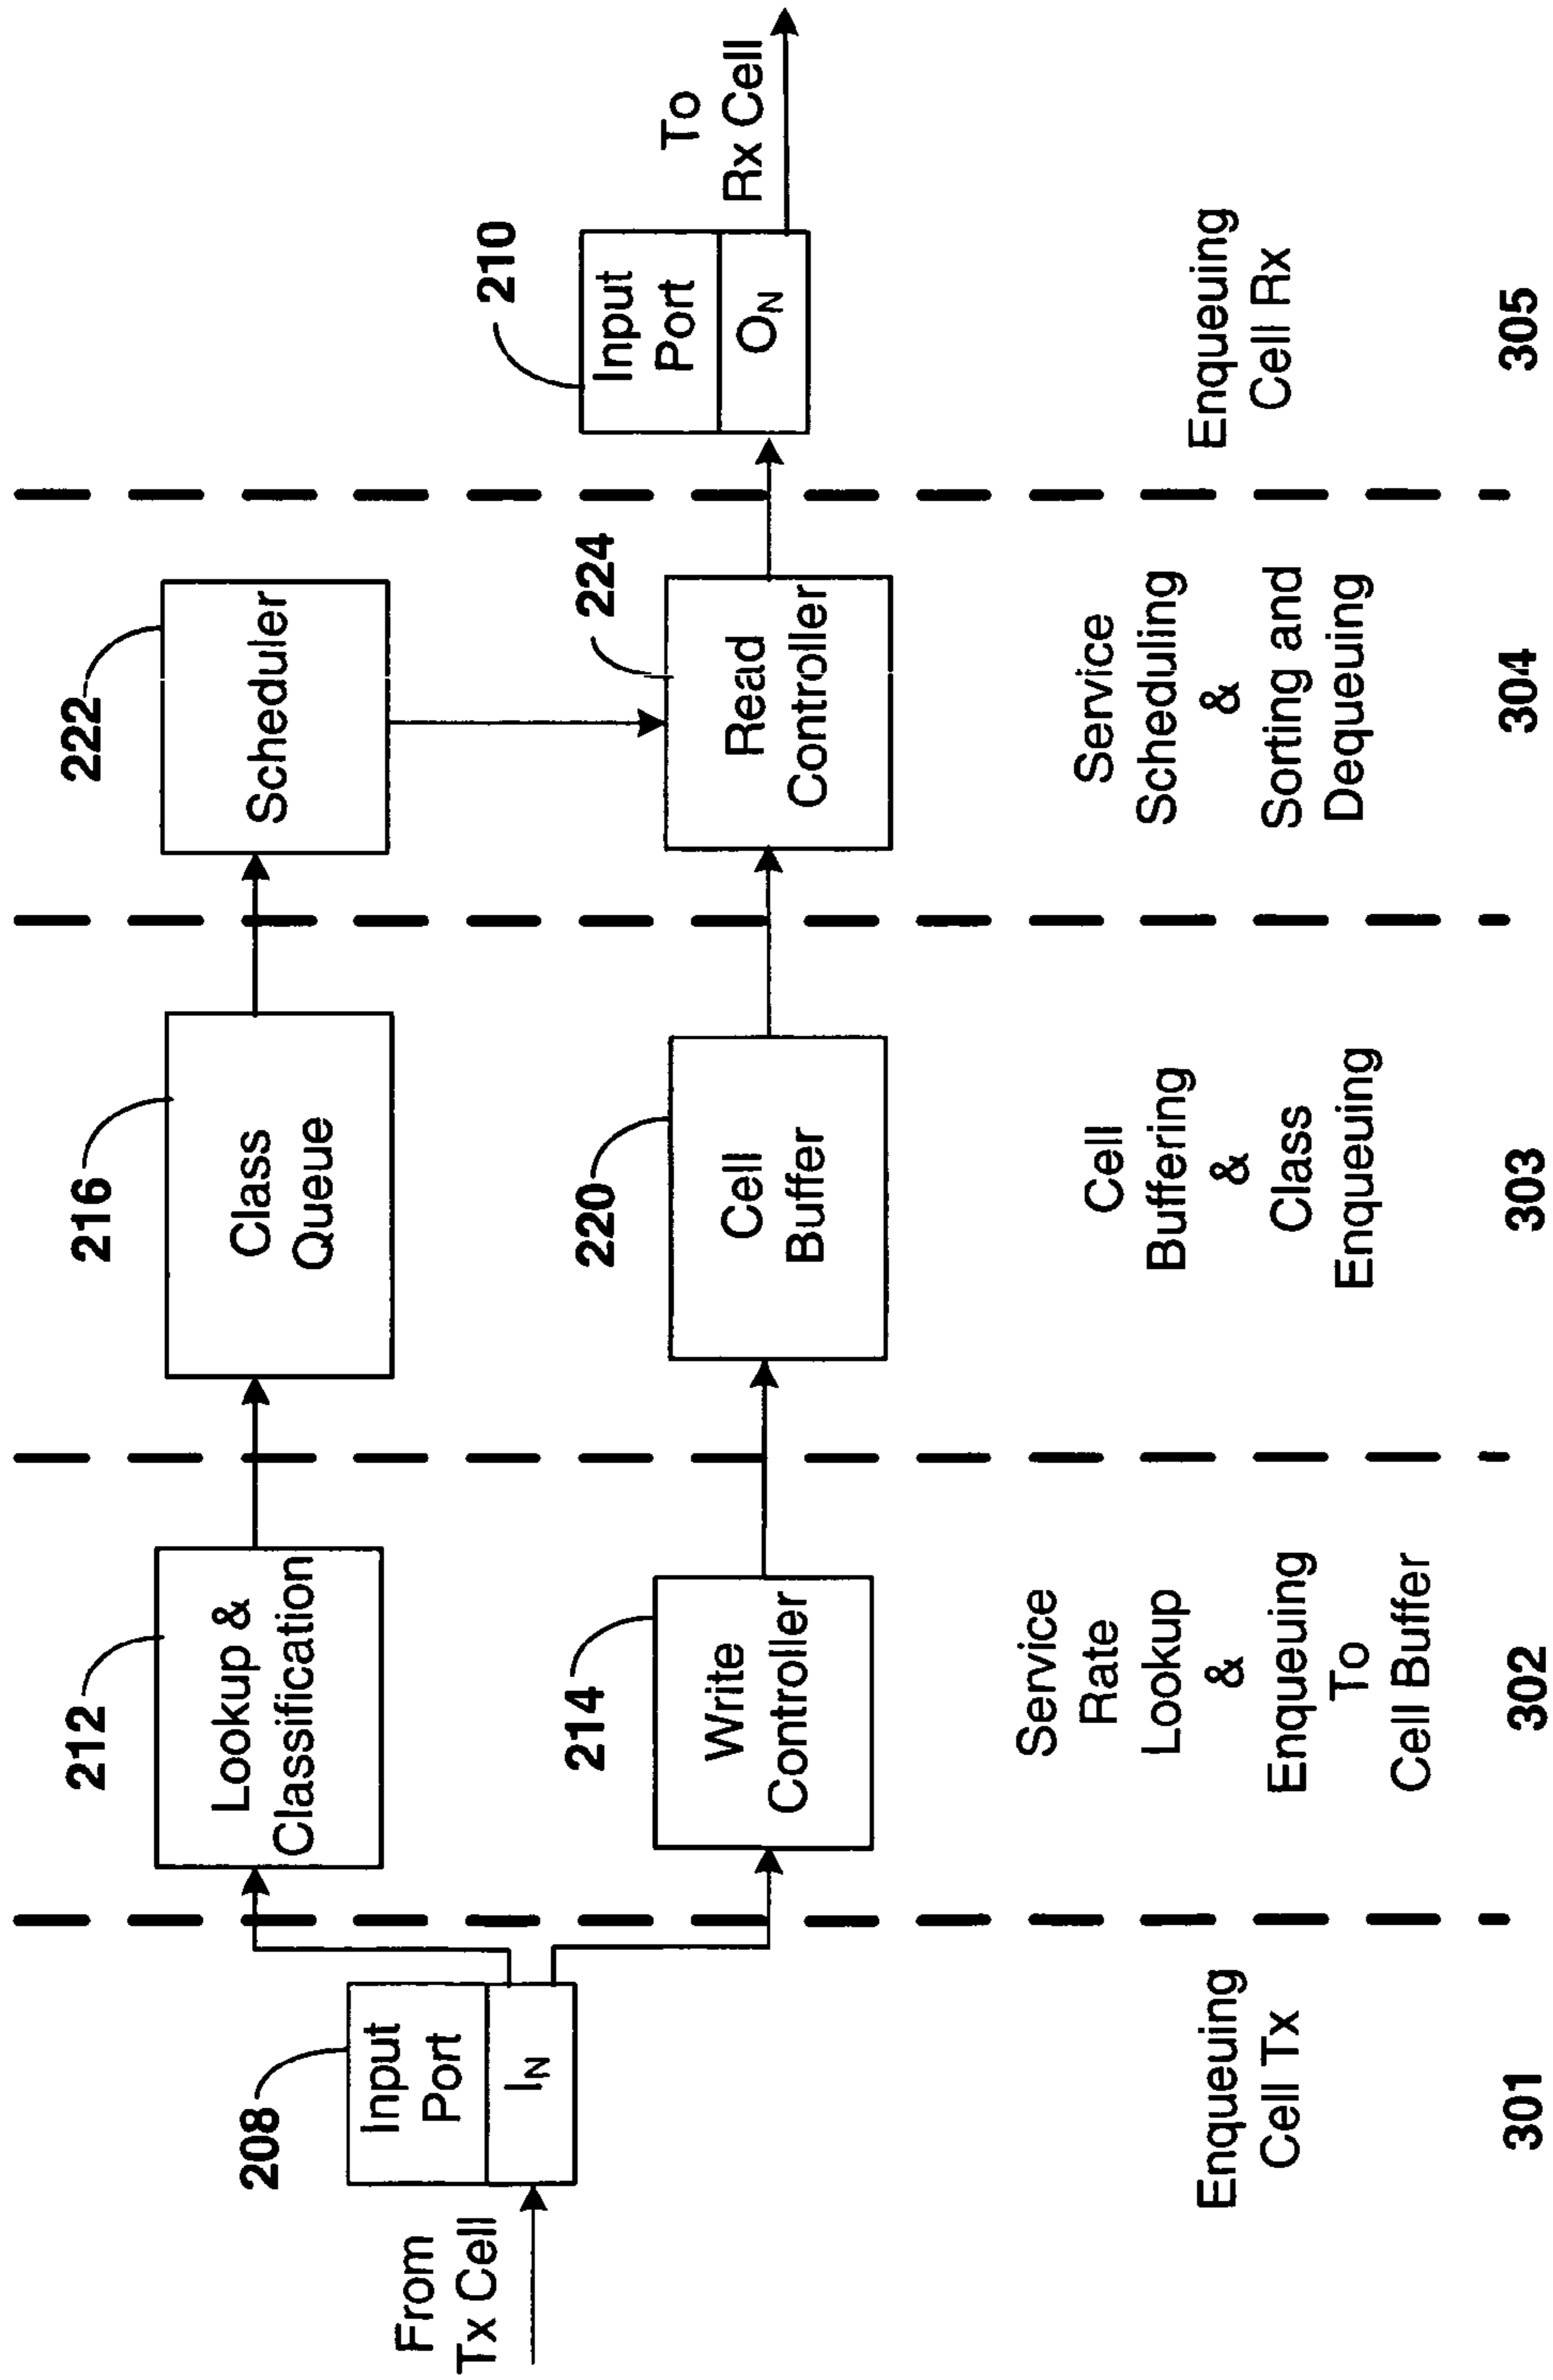 212
Lookup &
Classification
216
Class
Queue
222
Scheduler
From
Tx Cell
208
Input
Port
IN
214
Write
Controller
220
Cell
Buffer
224
Read
Controller
210
Input
Port
ON
To
Rx Cell
Enqueuing
Cell Tx
Service
Rate
Lookup
&
Enqueuing
To
Cell Buffer
Cell
Buffering
&
Class
Enqueuing
Service
Scheduling
&
Sorting and
Dequeuing
Enqueuing
Cell Rx
301
302
303
304
305